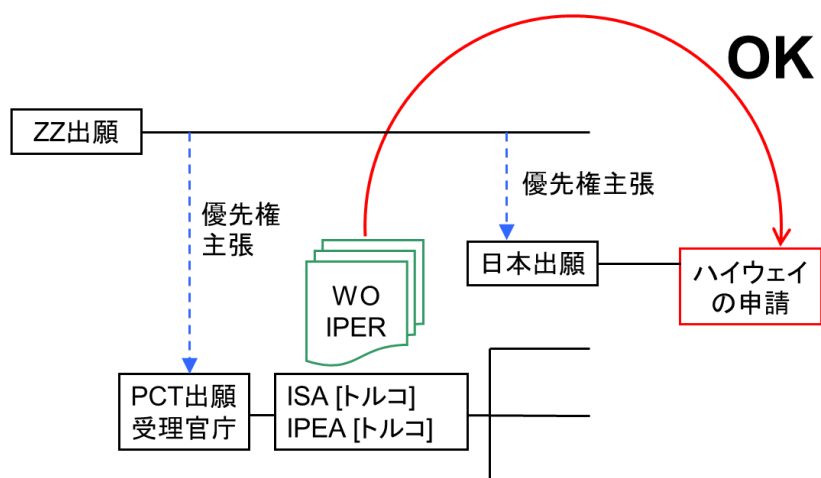 OK
ZZ出願
優先権主張
優先権
主張
日本出願
ハイウェイ
の申請
WO
IPER
PCT出願
受理官庁
ISA [トルコ]
IPEA [トルコ]